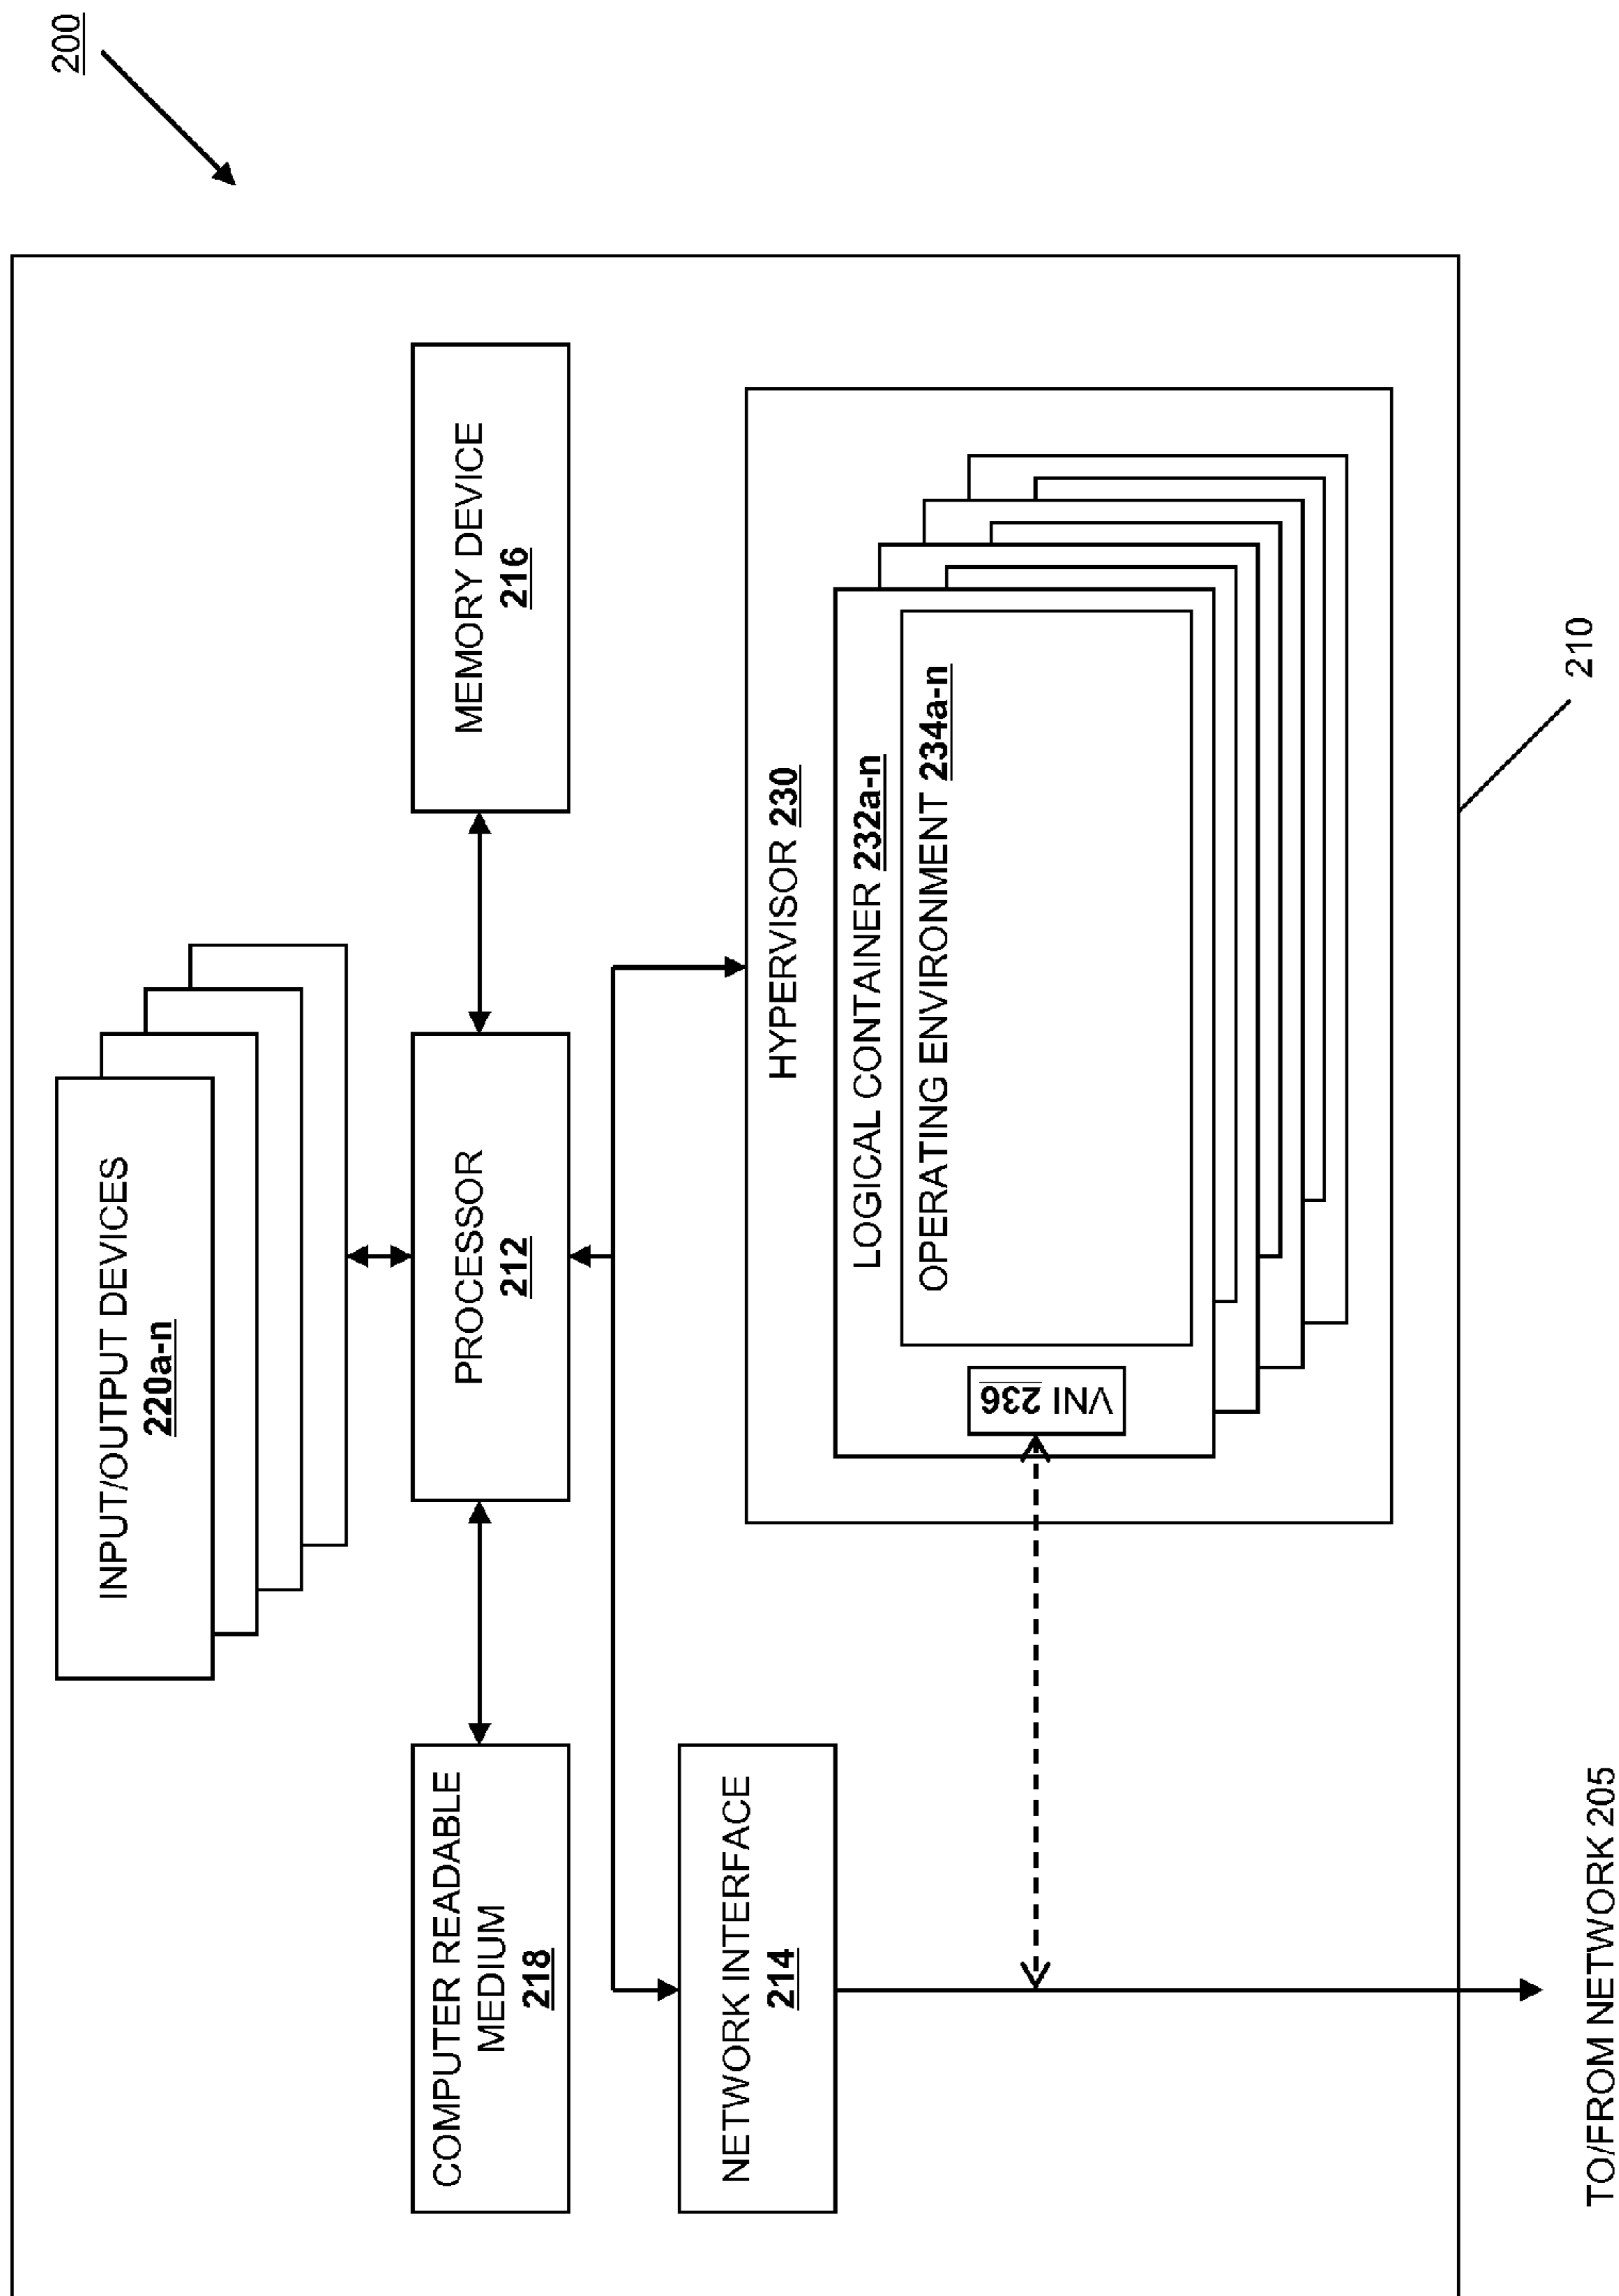 200
INPUT/OUTPUT DEVICES
220a-n
COMPUTER READABLE
MEDIUM
218
PROCESSOR
212
MEMORY DEVICE
216
NETWORK INTERFACE
214
HYPERVISOR 230
LOGICAL CONTAINER 232a-n
OPERATING ENVIRONMENT 234a-n
VNI 236
210
TO/FROM NETWORK 205